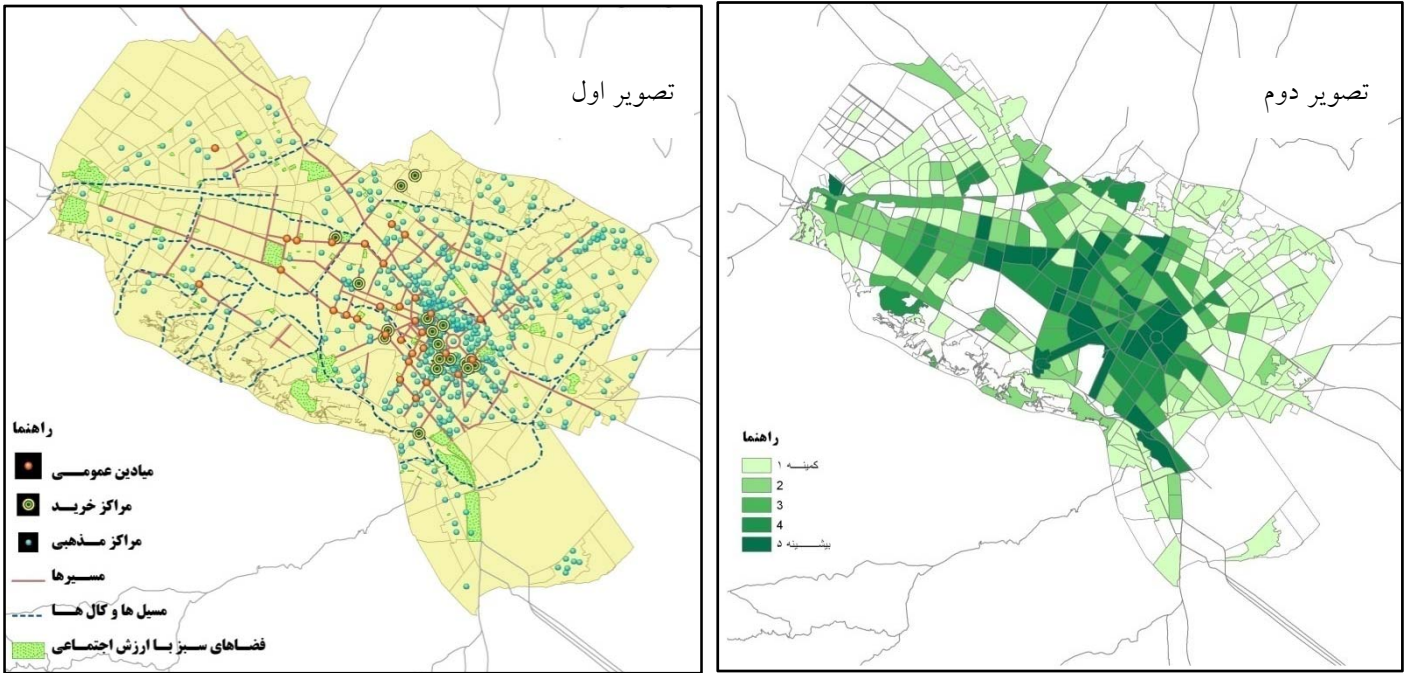 تصویر اول
راهنما
میادین عمومی
مراکز خرید
مراکز مذهبی
مسیرها
مسیل ها و کال ها
فضاهای سبز با ارزش اجتماعی
تصویر دوم
راهنما
کمینه ۱
2
3
4
بیشینه ۵